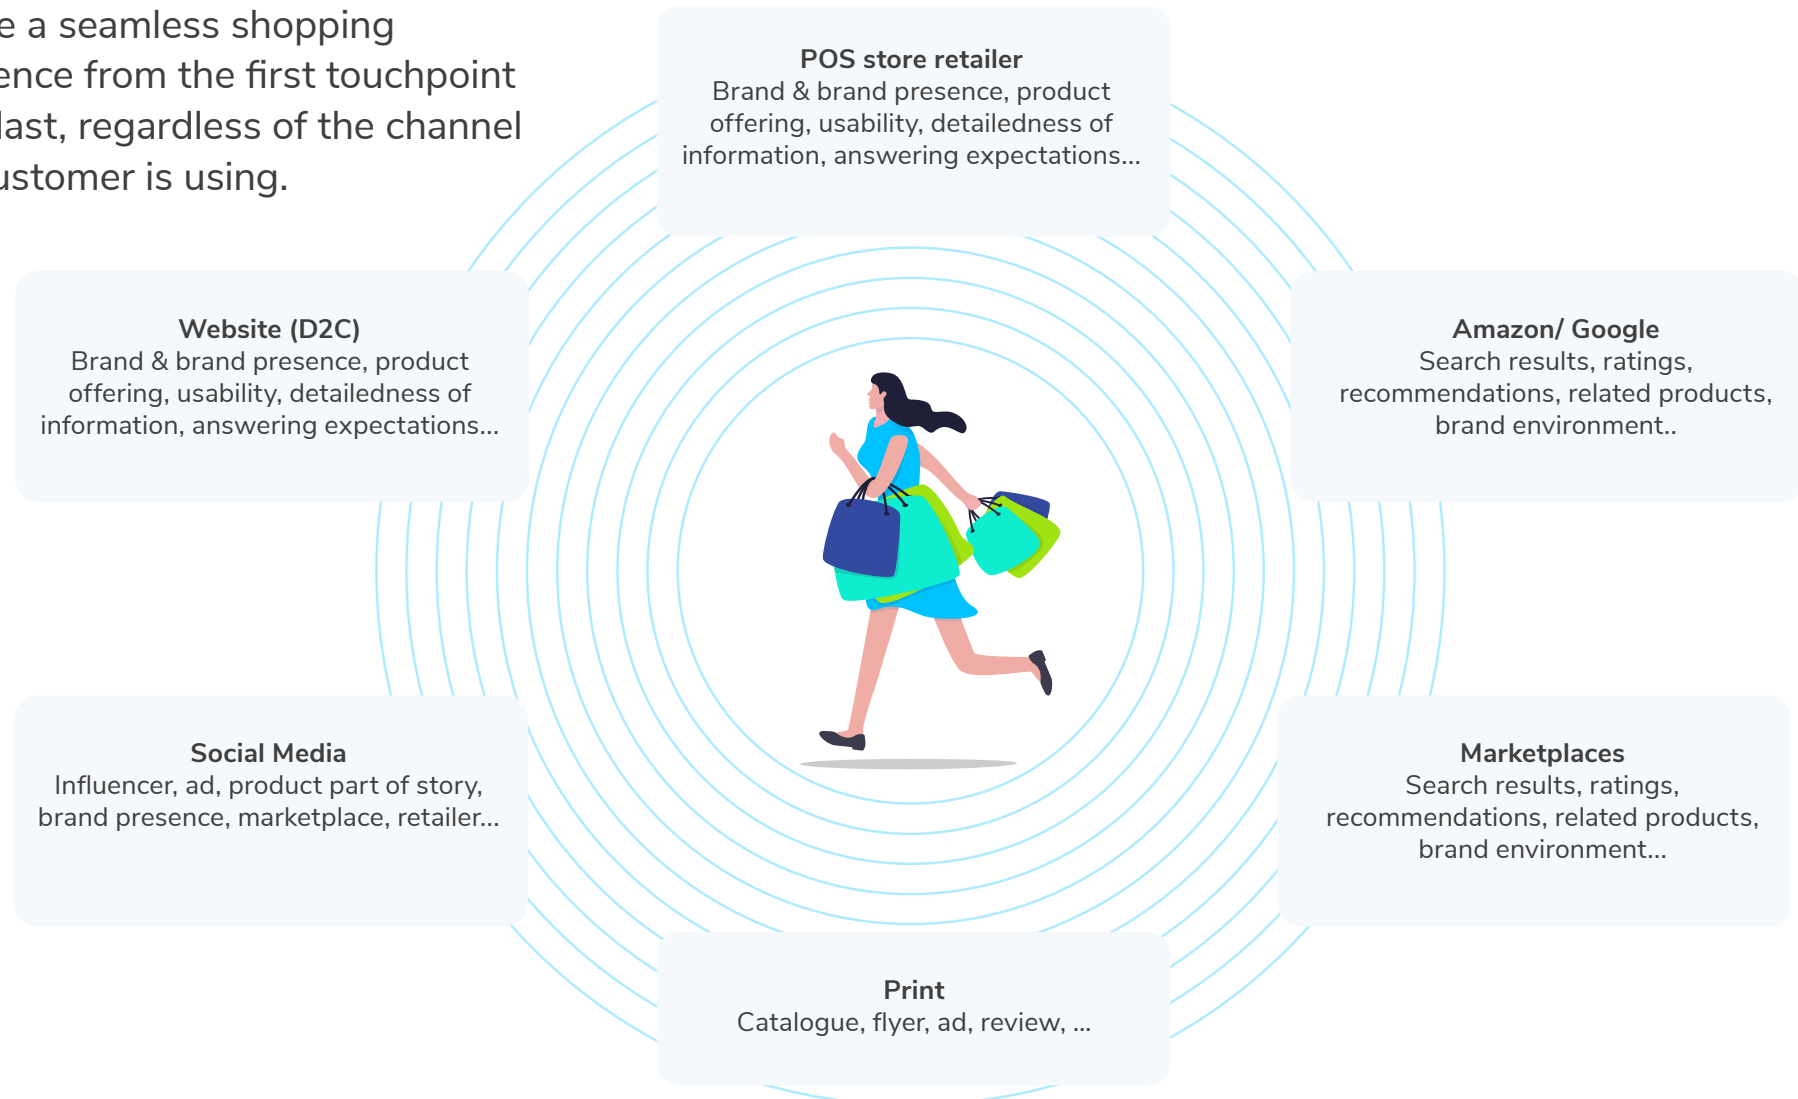 e a seamless shopping
ence from the first touchpoint
last, regardless of the channel
ustomer is using.
POS store retailer
Brand & brand presence, product
offering, usability, detailedness of
information, answering expectations...
Website (D2C)
Brand & brand presence, product
offering, usability, detailedness of
information, answering expectations...
Amazon/ Google
Search results, ratings,
recommendations, related products,
brand environment..
Social Media
Influencer, ad, product part of story,
brand presence, marketplace, retailer...
Marketplaces
Search results, ratings,
recommendations, related products,
brand environment...
Print
Catalogue, flyer, ad, review, ...